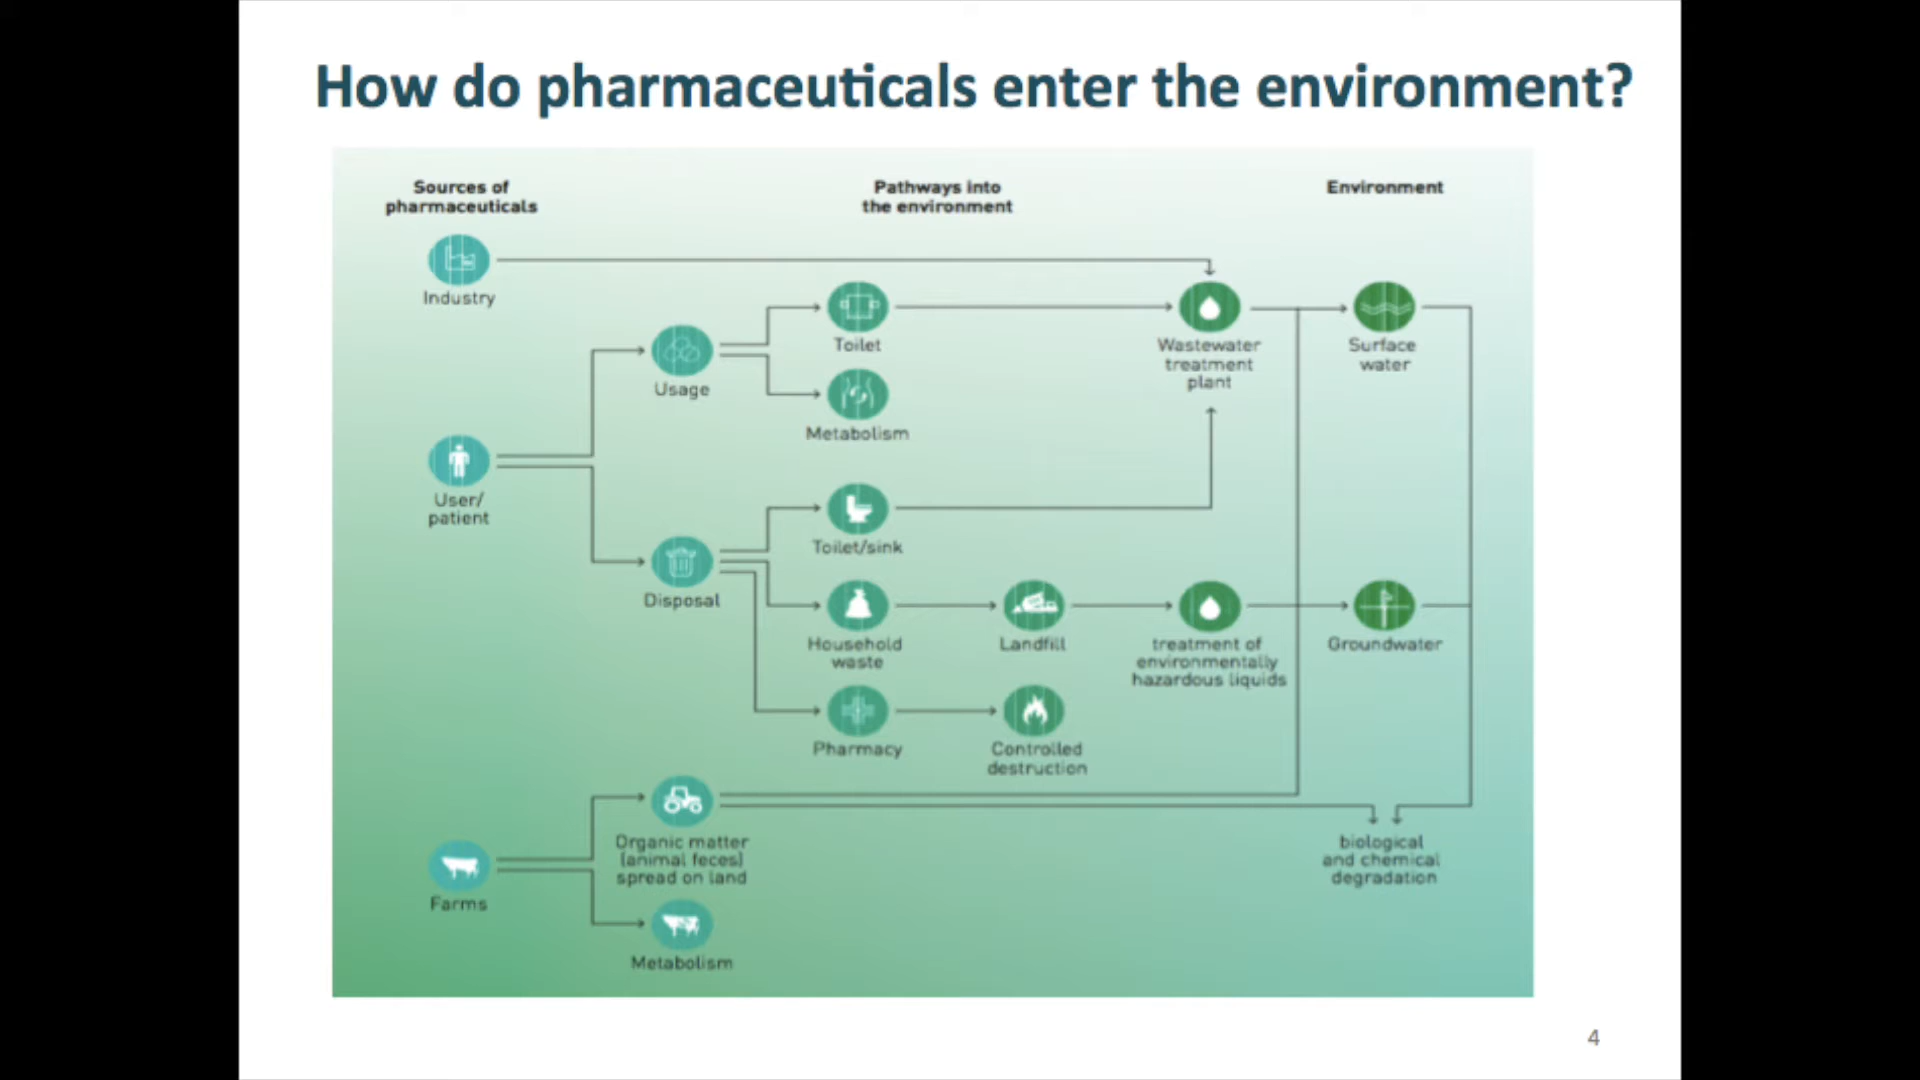 How do pharmaceuticals enter the environment?
Sources of
pharmaceuticals
Pathways into
the environment
Environment
Industry
Toilet
Wastewater
treatment
plant
Surface
water
Usage
Metabolism
User/
patient
Toilet/sink
Disposal
Household
waste
Landfill
treatment of
environmentally
hazardous liquids
Groundwater
Pharmacy
Controlled
destruction
Organic matter
(animal feces)
spread on land
biological
and chemical
degradation
Farms
Metabolism
4